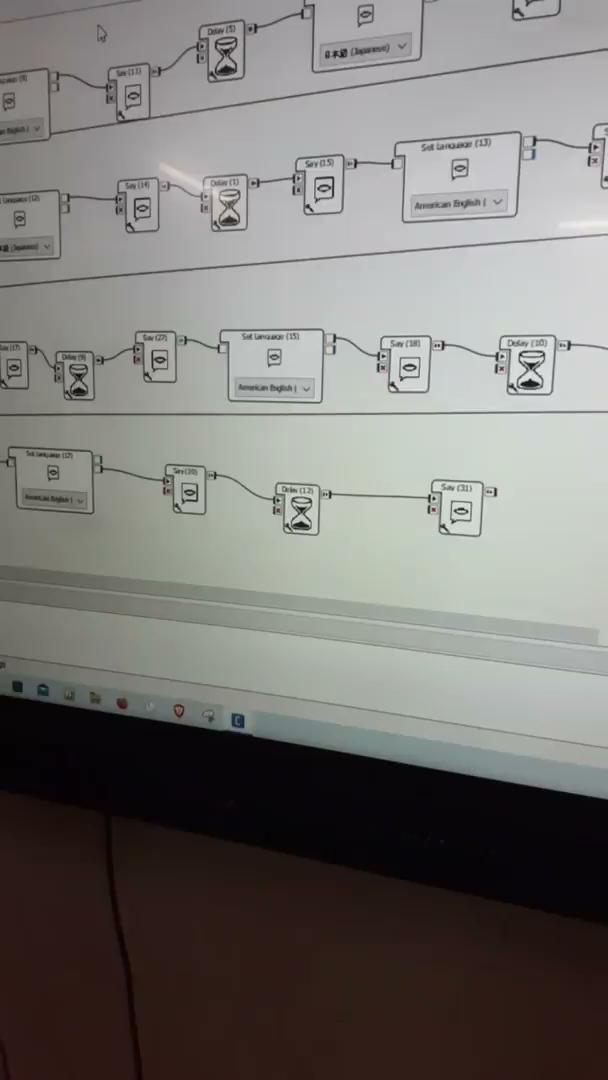 Delay (5)
Say (11)
日本語 (Japanese)
Say (14)
Delay (1)
Say (15)
Set Language (13)
American English (
Say (27)
Delay (9)
Set Language (15)
American English (
Say (18)
Delay (10)
Set Language (17)
American English (
Delay (12)
Say (31)